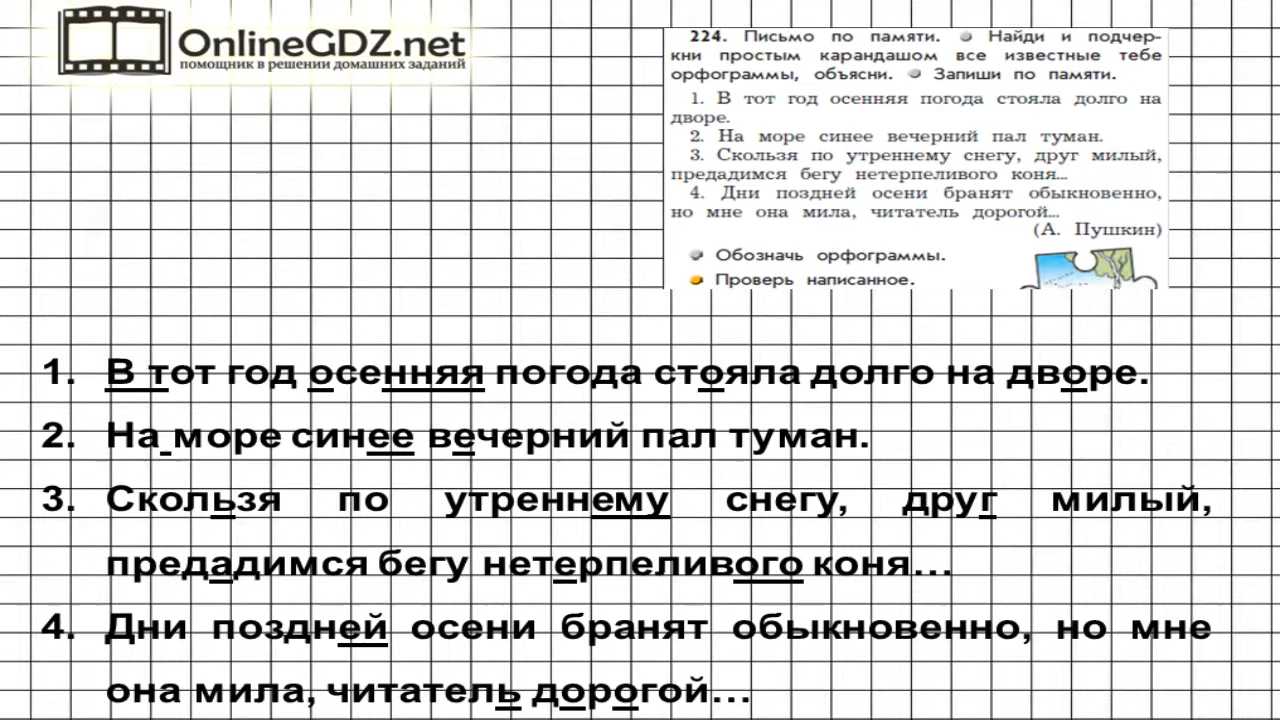 OnlineGDZ.net
помощник в решении домашних заданий
224. Письмо по памяти. Найди и подчер-
кни простым карандашом все известные тебе
орфограммы, объясни. Запиши по памяти.
1. В тот год осенняя погода стояла долго на
дворе.
2. На море синее вечерний пал туман.
3. Скользя по утреннему снегу, друг милый,
предадимся бегу нетерпеливого коня...
4. Дни поздней осени бранят обыкновенно,
но мне она мила, читатель дорогой...
(А. Пушкин)
Обозначь орфограммы.
Проверь написанное.
1. В тот год осенняя погода стояла долго на дворе.
2. На море синее вечерний пал туман.
3. Скользя по утреннему снегу, друг милый,
предадимся бегу нетерпеливого коня...
4. Дни поздней осени бранят обыкновенно, но мне
она мила, читатель дорогой...